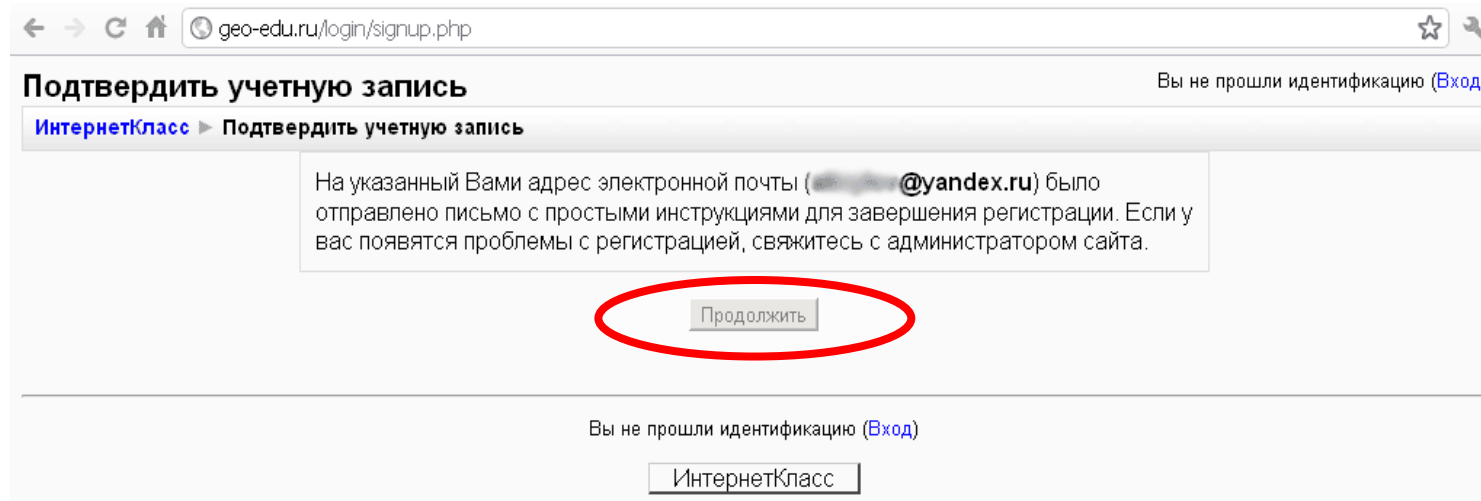 geo-edu.ru/login/signup.php
Подтвердить учетную запись
Вы не прошли идентификацию (Вход
ИнтернетКласс ► Подтвердить учетную запись
На указанный Вами адрес электронной почты (@yandex.ru) было
отправлено письмо с простыми инструкциями для завершения регистрации. Если у
вас появятся проблемы с регистрацией, свяжитесь с администратором сайта.
Продолжить
Вы не прошли идентификацию (Вход)
ИнтернетКласс